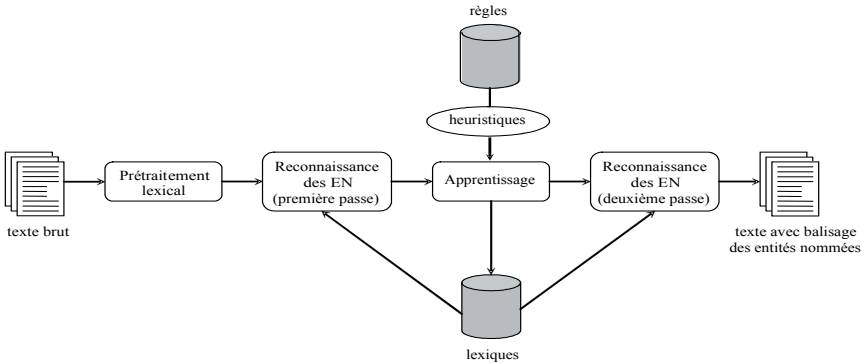 règles
heuristiques
Prétraitement
lexical
Reconnaissance
des EN
(première passe)
Apprentissage
Reconnaissance
des EN
(deuxième passe)
texte brut
texte avec balisage
des entités nommées
lexiques